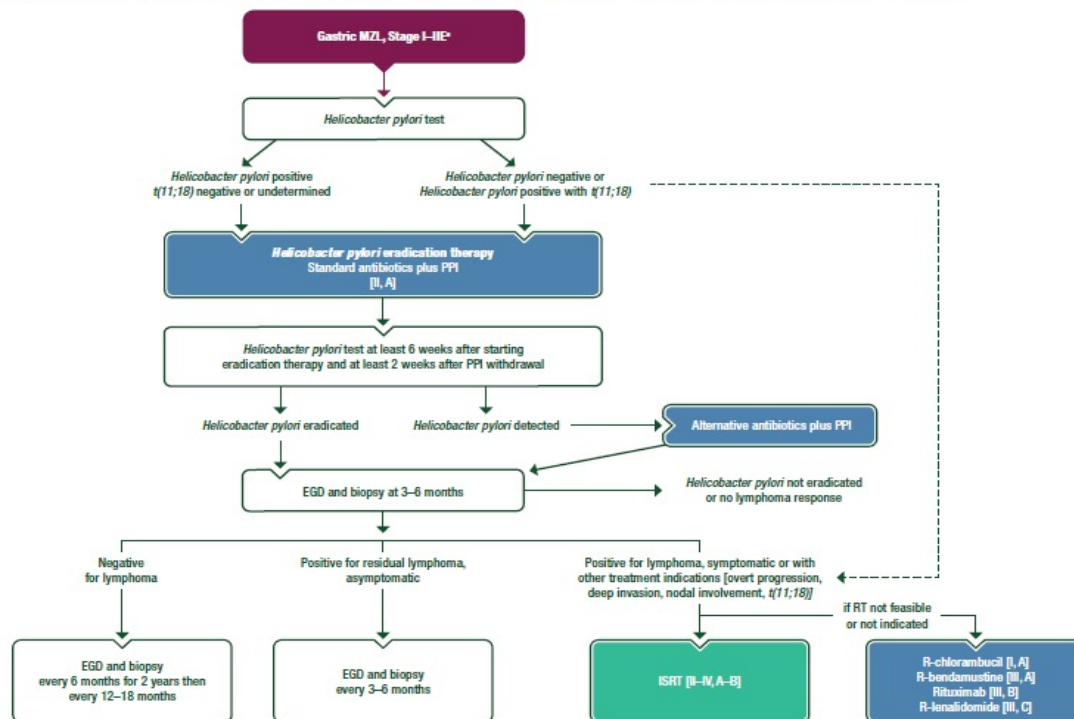 Gastric MZL, Stage I–IIEᵃ
Helicobacter pylori test
Helicobacter pylori positive
t(11;18) negative or undetermined
Helicobacter pylori negative or
Helicobacter pylori positive with t(11;18)
Helicobacter pylori eradication therapy
Standard antibiotics plus PPI
[II, A]
Helicobacter pylori test at least 6 weeks after starting
eradication therapy and at least 2 weeks after PPI withdrawal
Helicobacter pylori eradicated
Helicobacter pylori detected
Alternative antibiotics plus PPI
EGD and biopsy at 3–6 months
Helicobacter pylori not eradicated
or no lymphoma response
Negative
for lymphoma
Positive for residual lymphoma,
asymptomatic
Positive for lymphoma, symptomatic or with
other treatment indications [overt progression,
deep invasion, nodal involvement, t(11;18)]
if RT not feasible
or not indicated
EGD and biopsy
every 6 months for 2 years then
every 12–18 months
EGD and biopsy
every 3–6 months
ISRT [II–IV, A–B]
R-chlorambucil [I, A]
R-bendamustine [III, A]
Rituximab [III, B]
R-lenalidomide [III, C]